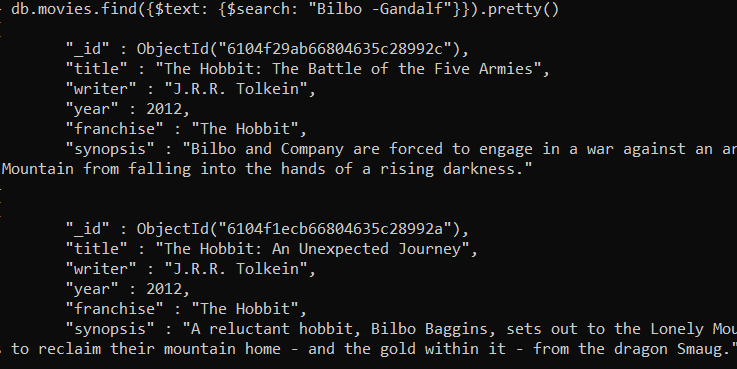 db.movies.find({$text: {$search: "Bilbo -Gandalf"}}).pretty()
"_id" : ObjectId("6104f29ab66804635c28992c"),
"title" : "The Hobbit: The Battle of the Five Armies",
"writer" : "J.R.R. Tolkein",
"year" : 2012,
"franchise" : "The Hobbit",
"synopsis" : "Bilbo and Company are forced to engage in a war against an
Mountain from falling into the hands of a rising darkness."
"_id" : ObjectId("6104f1ecb66804635c28992a"),
"title" : "The Hobbit: An Unexpected Journey",
"writer" : "J.R.R. Tolkein",
"year" : 2012,
"franchise" : "The Hobbit",
"synopsis" : "A reluctant hobbit, Bilbo Baggins, sets out to the Lonely
to reclaim their mountain home - and the gold within it - from the dragon Smaug."